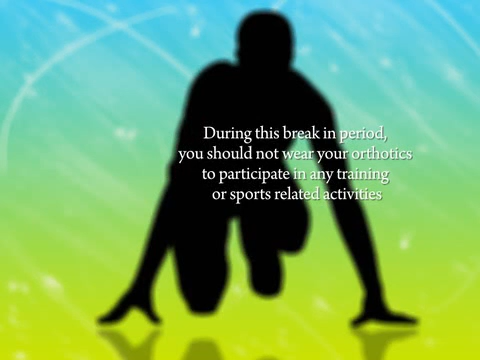 During this break in period,
you should not wear your orthotics
to participate in any training
or sports related activities